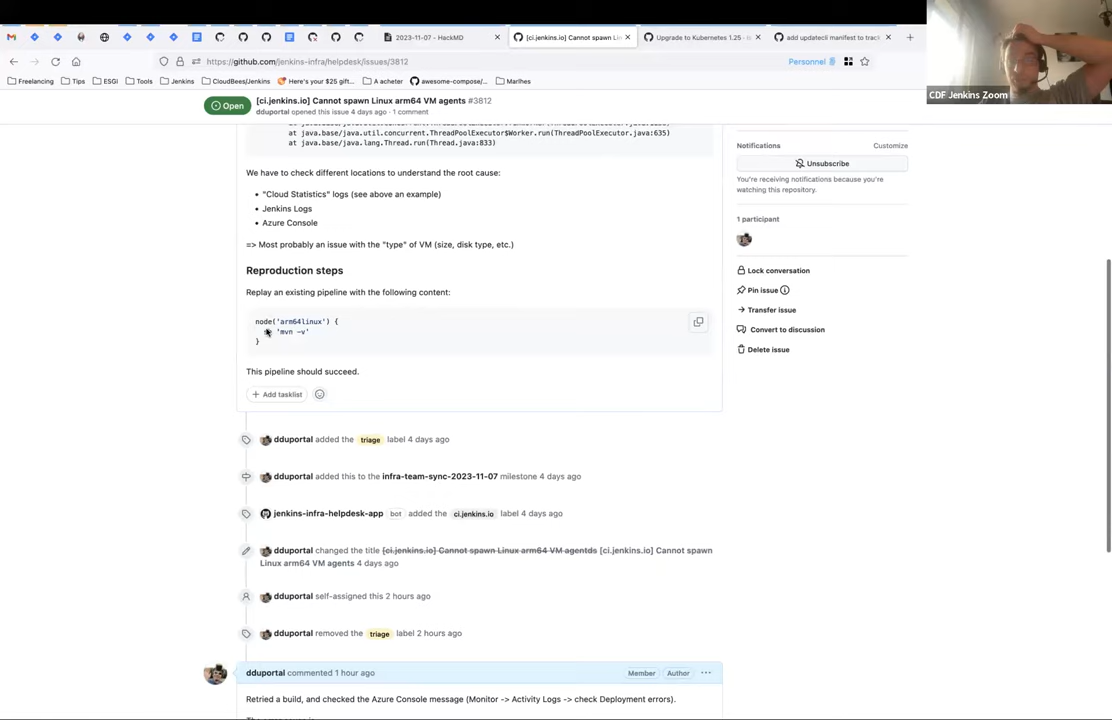 2023-11-07 - HackMD
[ci.jenkins.io] Cannot spawn Lin
Upgrade to Kubernetes 1.25 -
add updatecli manifest to track
https://github.com/jenkins-infra/helpdesk/issues/3812
Personnel
Freelancing
Tips
ESGI
Tools
Jenkins
CloudBees/Jenkins
Here's your $25 gift...
A acheter
awesome-compose/...
Marlhes
CDF Jenkins Zoom
Open
[ci.jenkins.io] Cannot spawn Linux arm64 VM agents #3812
dduportal opened this issue 4 days ago · 1 comment
at java.base/java.util.concurrent.ThreadPoolExecutor$Worker.run(ThreadPoolExecutor.java:635)
at java.base/java.lang.Thread.run(Thread.java:833)
We have to check different locations to understand the root cause:
• "Cloud Statistics" logs (see above an example)
• Jenkins Logs
• Azure Console
=> Most probably an issue with the "type" of VM (size, disk type, etc.)
Reproduction steps
Replay an existing pipeline with the following content:
node('arm64linux') {
'mvn -v'
}
This pipeline should succeed.
Add tasklist
dduportal added the triage label 4 days ago
dduportal added this to the infra-team-sync-2023-11-07 milestone 4 days ago
jenkins-infra-helpdesk-app bot added the ci.jenkins.io label 4 days ago
dduportal changed the title [ci.jenkins.io] Cannot spawn Linux arm64 VM agentds [ci.jenkins.io] Cannot spawn
Linux arm64 VM agents 4 days ago
dduportal self-assigned this 2 hours ago
dduportal removed the triage label 2 hours ago
dduportal commented 1 hour ago
Member
Author
Retried a build, and checked the Azure Console message (Monitor -> Activity Logs -> check Deployment errors).
Notifications
Customize
Unsubscribe
You're receiving notifications because you're
watching this repository.
1 participant
Lock conversation
Pin issue
Transfer issue
Convert to discussion
Delete issue